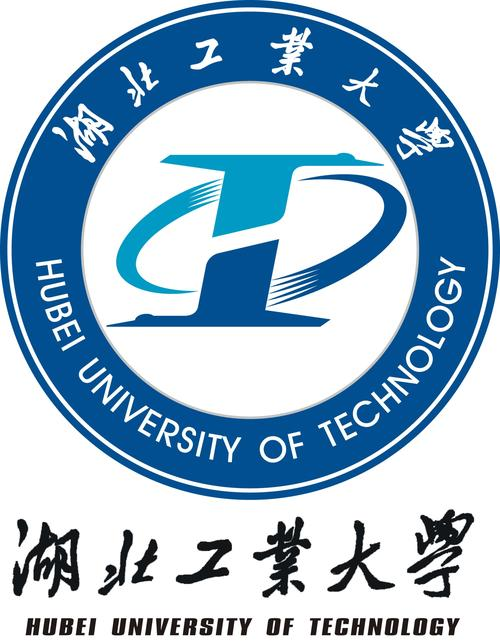 湖北工業大學
HUBEI UNIVERSITY OF TECHNOLOGY
湖北工業大學
HUBEI UNIVERSITY OF TECHNOLOGY